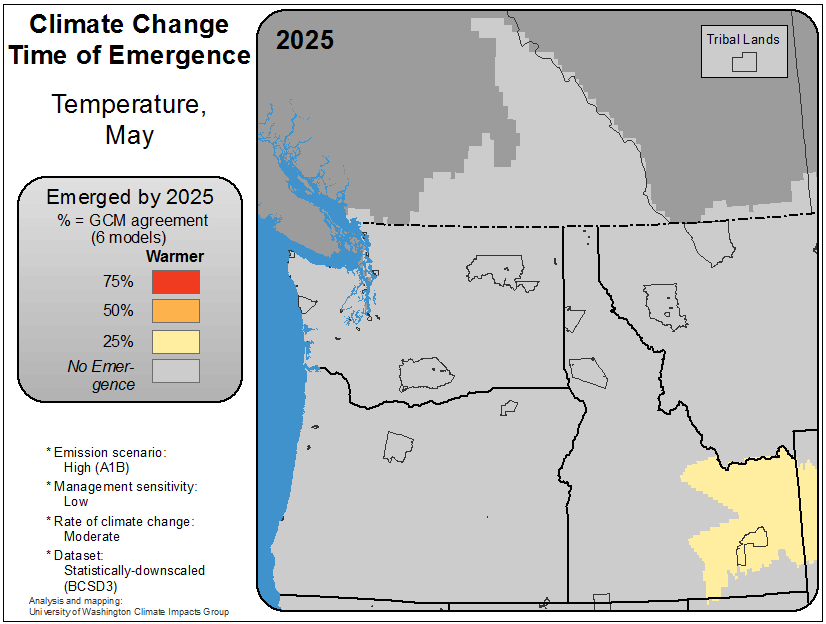 Climate Change
Time of Emergence
Temperature,
May
Emerged by 2025
% = GCM agreement
(6 models)
Warmer
75%
50%
25%
No Emer-
gence
* Emission scenario:
High (A1B)
* Management sensitivity:
Low
* Rate of climate change:
Moderate
* Dataset:
Statistically-downscaled
(BCSD3)
Analysis and mapping:
University of Washington Climate Impacts Group
2025
Tribal Lands